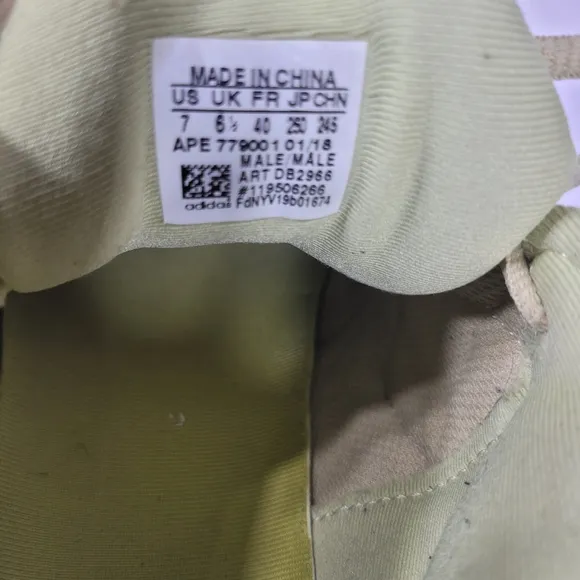 MADE IN CHINA
US UK FR JP CHN
7 6½ 40 250 245
APE 779001 01/18
MALE/MÂLE
ART DB2966
#119506266
adidas FdNYV19b01674